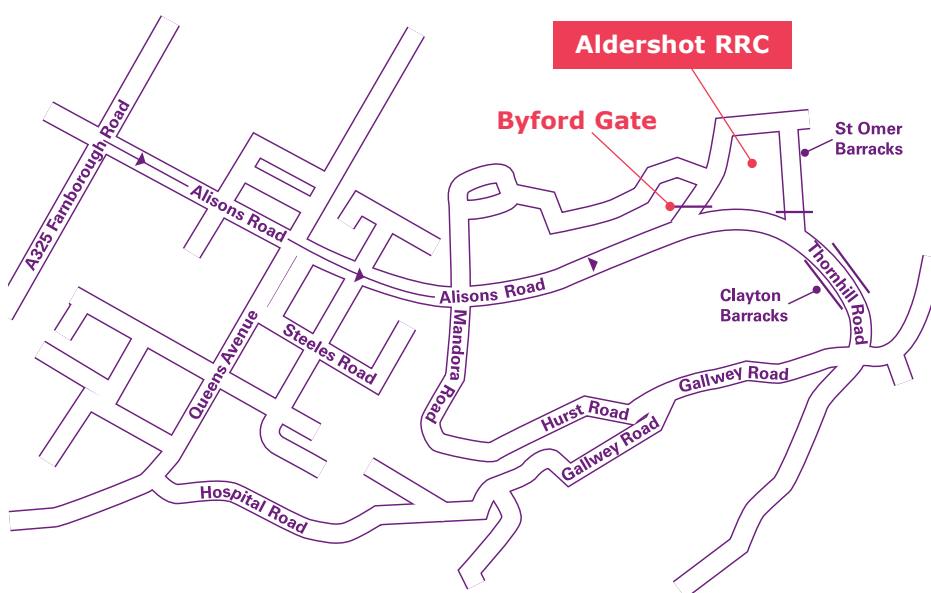 Aldershot RRC
Byford Gate
St Omer
Barracks
A325 Farnborough Road
Alisons Road
Alisons Road
Thornhill Road
Clayton
Barracks
Queens Avenue
Steeles Road
Mandora Road
Gallwey Road
Hurst Road
Gallwey Road
Hospital Road